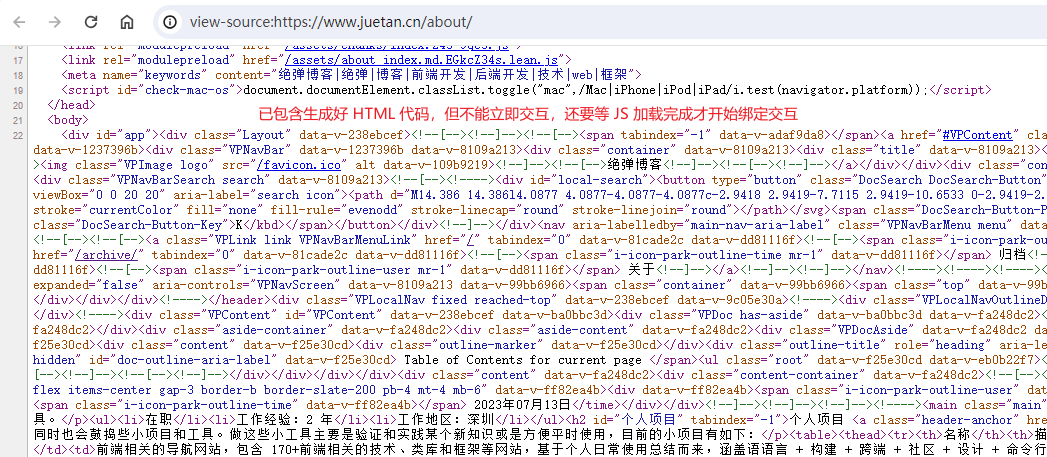 view-source:https://www.juetan.cn/about/
17 <link rel="modulepreload" href="/assets/about_index.md.EGkcZ34s.lean.js">
18 <meta name="keywords" content="绝弹博客|绝弹|博客|前端开发|后端开发|技术|web|框架">
19 <script id="check-mac-os">document.documentElement.classList.toggle("mac",/Mac|iPhone|iPod|iPad/i.test(navigator.platform));</script>
20 </head>
已包含生成好 HTML 代码，但不能立即交互，还要等 JS 加载完成才开始绑定交互
21 <body>
22 <div id="app"><div class="Layout" data-v-238ebcef><!--[--><!--]--><!--[--><span tabindex="-1" data-v-adaf9da8></span><a href="#VPContent" class
<div class="VPNavBar" data-v-1237396b data-v-8109a213><div class="container" data-v-8109a213><div class="title" data-v-8109a213
><img class="VPImage logo" src="/favicon.ico" alt data-v-109b9219><!--]--><!--[-->绝弹博客<!--]--><!--[--><!--]--></a></div></div><div class="con
<div class="VPNavBarSearch search" data-v-8109a213><!--[--><!----><div id="local-search"><button type="button" class="DocSearch DocSearch-Button"
viewBox="0 0 20 20" aria-label="search icon"><path d="M14.386 14.386l4.0877 4.0877-4.0877-4.0877c-2.9418 2.9419-7.7115 2.9419-10.6533 0-2.9419-2.
stroke="currentColor" fill="none" fill-rule="evenodd" stroke-linecap="round" stroke-linejoin="round"></path></svg><span class="DocSearch-Button-P
class="DocSearch-Button-Key">K</kbd></span></button></div><!--]--></div><nav aria-labelledby="main-nav-aria-label" class="VPNavBarMenu menu" data
<!--[--><!--[--><a class="VPLink link VPNavBarMenuLink" href="/" tabindex="0" data-v-81cade2c data-v-dd81116f><!--[--><span class="i-icon-park-ou
href="/archive/" tabindex="0" data-v-81cade2c data-v-dd81116f><!--[--><span class="i-icon-park-outline-time mr-1" data-v-dd81116f></span> 归档<!--
dd81116f><!--[--><span class="i-icon-park-outline-user mr-1" data-v-dd81116f></span> 关于<!--]--></a><!--]--><!--]--></nav><!----><!----><div
expanded="false" aria-controls="VPNavScreen" data-v-8109a213 data-v-99bb6966><span class="container" data-v-99bb6966><span class="top" data-v-99b
</div></div></div><!----></header><div class="VPLocalNav fixed reached-top" data-v-238ebcef data-v-9c05e30a><!----><div class="VPLocalNavOutlineD
</div><!----><div class="VPContent" id="VPContent" data-v-238ebcef data-v-ba0bbc3d><div class="VPDoc has-aside" data-v-ba0bbc3d data-v-fa248dc2><
fa248dc2></div><div class="aside-container" data-v-fa248dc2><div class="aside-content" data-v-fa248dc2><div class="VPDocAside" data-v-fa248dc2 da
f25e30cd><div class="content" data-v-f25e30cd><div class="outline-marker" data-v-f25e30cd></div><div class="outline-title" role="heading" aria-le
hidden" id="doc-outline-aria-label" data-v-f25e30cd> Table of Contents for current page </span><ul class="root" data-v-f25e30cd data-v-eb0b22f7><
[--><!--]--></div></div></div></div><div class="content" data-v-fa248dc2><div class="content-container" data-v-fa248dc2><!--[--><!--[--><div clas
flex items-center gap-3 border-b border-slate-200 pb-4 mt-4 mb-6" data-v-ff82ea4b><div data-v-ff82ea4b><span class="i-icon-park-outline-user" dat
<span class="i-icon-park-outline-time" data-v-ff82ea4b></span> 2023年07月13日</time></div></div><!--]--><!--]--><!----><main class="main"
具。</p><ul><li>在职</li><li>工作经验: 2 年</li><li>工作地区: 深圳</li></ul><h2 id="个人项目" tabindex="-1">个人项目 <a class="header-anchor" hre
同时也会鼓捣些小项目和工具。做这些小工具主要是验证和实践某个新知识或是方便平时使用，目前的小项目有如下: </p><table><thead><tr><th>名称</th><th>描
</td><td>前端相关的导航网站，包含 170+前端相关的技术、类库和框架等网站，基于个人日常使用总结而来，涵盖语语言 + 构建 + 跨端 + 社区 + 设计 + 命令行